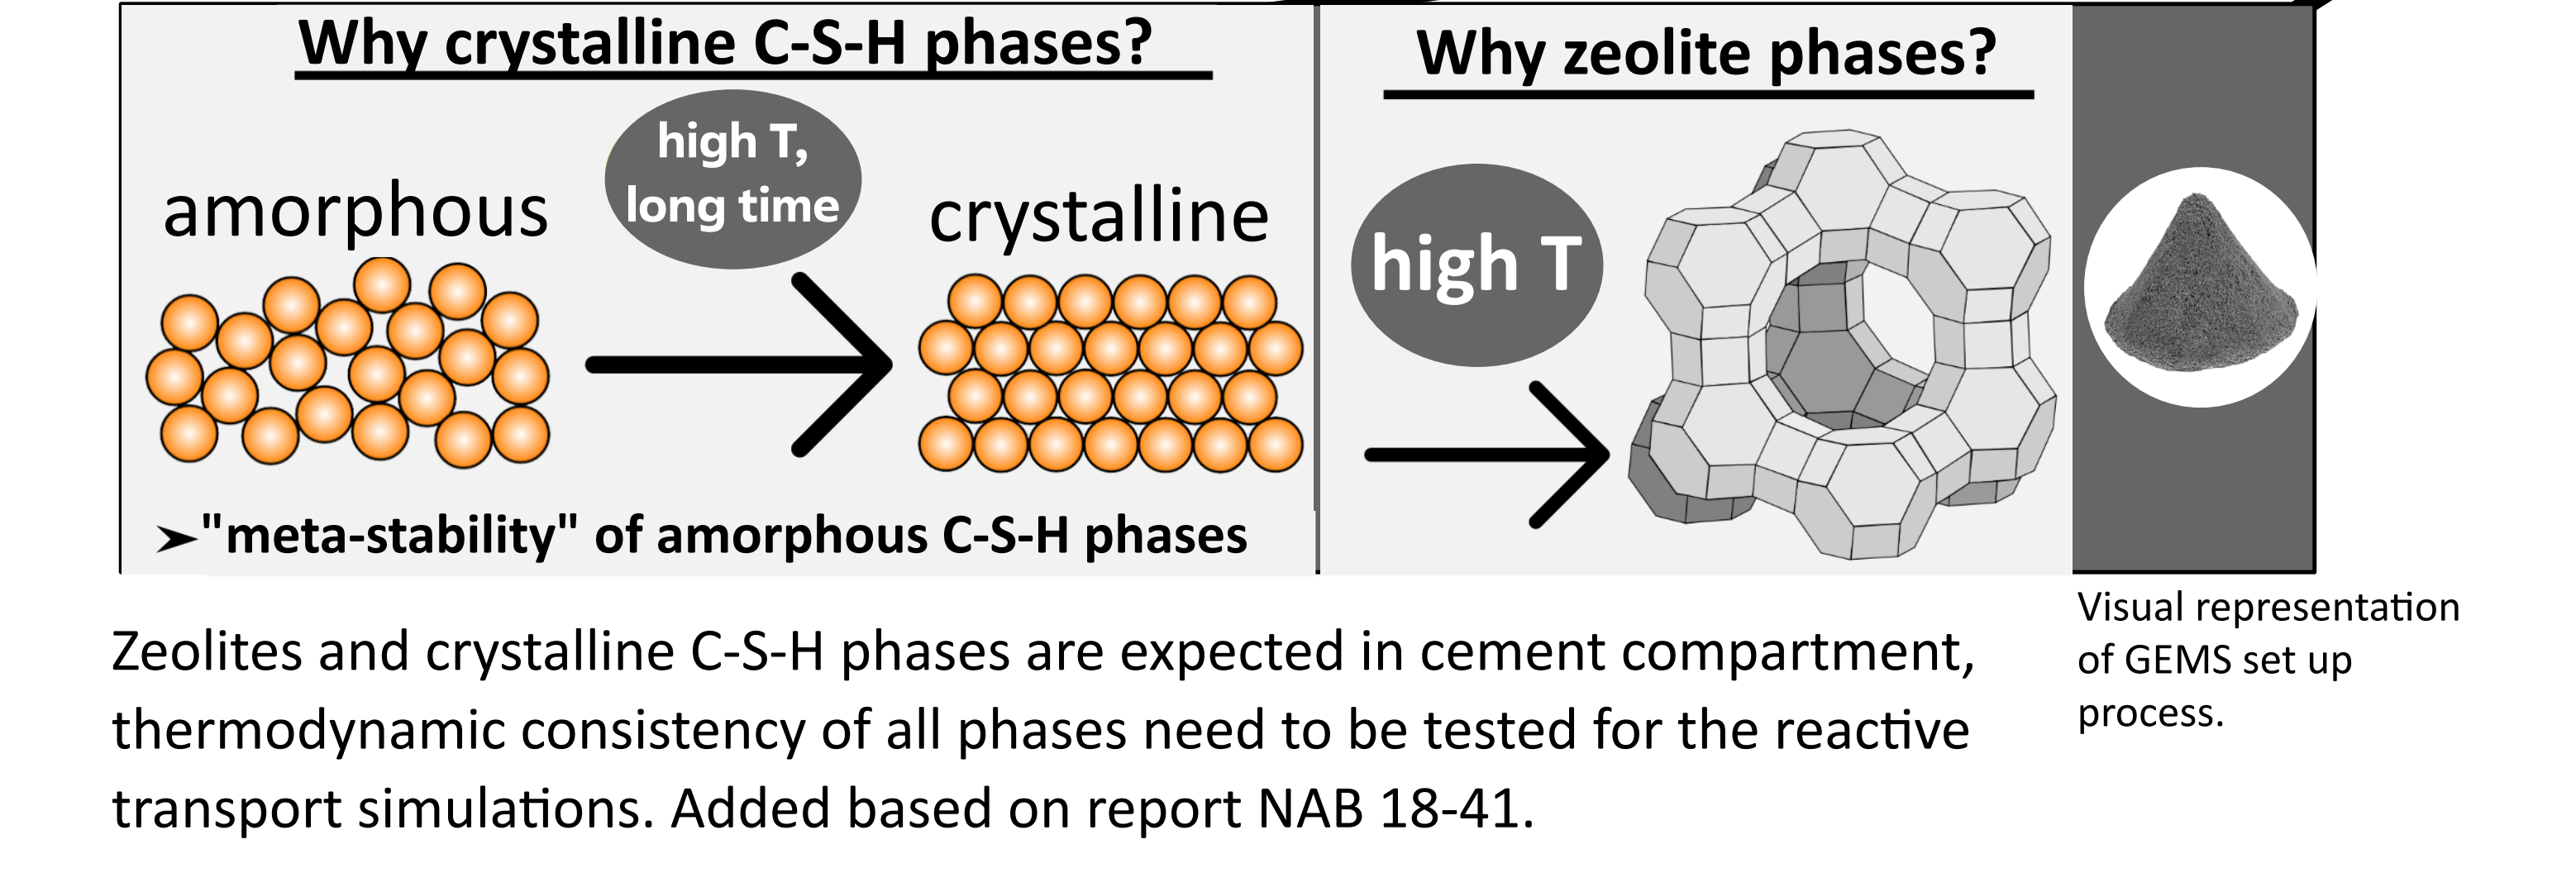 Why crystalline C-S-H phases?
high T,
long time
amorphous
crystalline
➤"meta-stability" of amorphous C-S-H phases
Why zeolite phases?
high T
Zeolites and crystalline C-S-H phases are expected in cement compartment,
thermodynamic consistency of all phases need to be tested for the reactive
transport simulations. Added based on report NAB 18-41.
Visual representation
of GEMS set up
process.